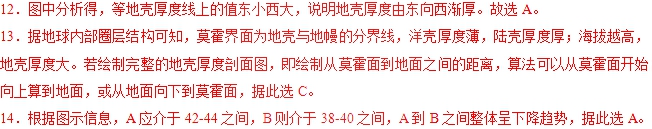 12．图中分析得，等地壳厚度线上的值东小西大，说明地壳厚度由东向西渐厚。故选 A。
13．据地球内部圈层结构可知，莫霍界面为地壳与地幔的分界线，洋壳厚度薄，陆壳厚度厚；海拔越高，
地壳厚度大。若绘制完整的地壳厚度剖面图，即绘制从莫霍面到地面之间的距离，算法可以从莫霍面开始
向上算到地面，或从地面向下到莫霍面，据此选 C。
14．根据图示信息，A 应介于 42-44 之间，B 则介于 38-40 之间，A 到 B 之间整体呈下降趋势，据此选 A。